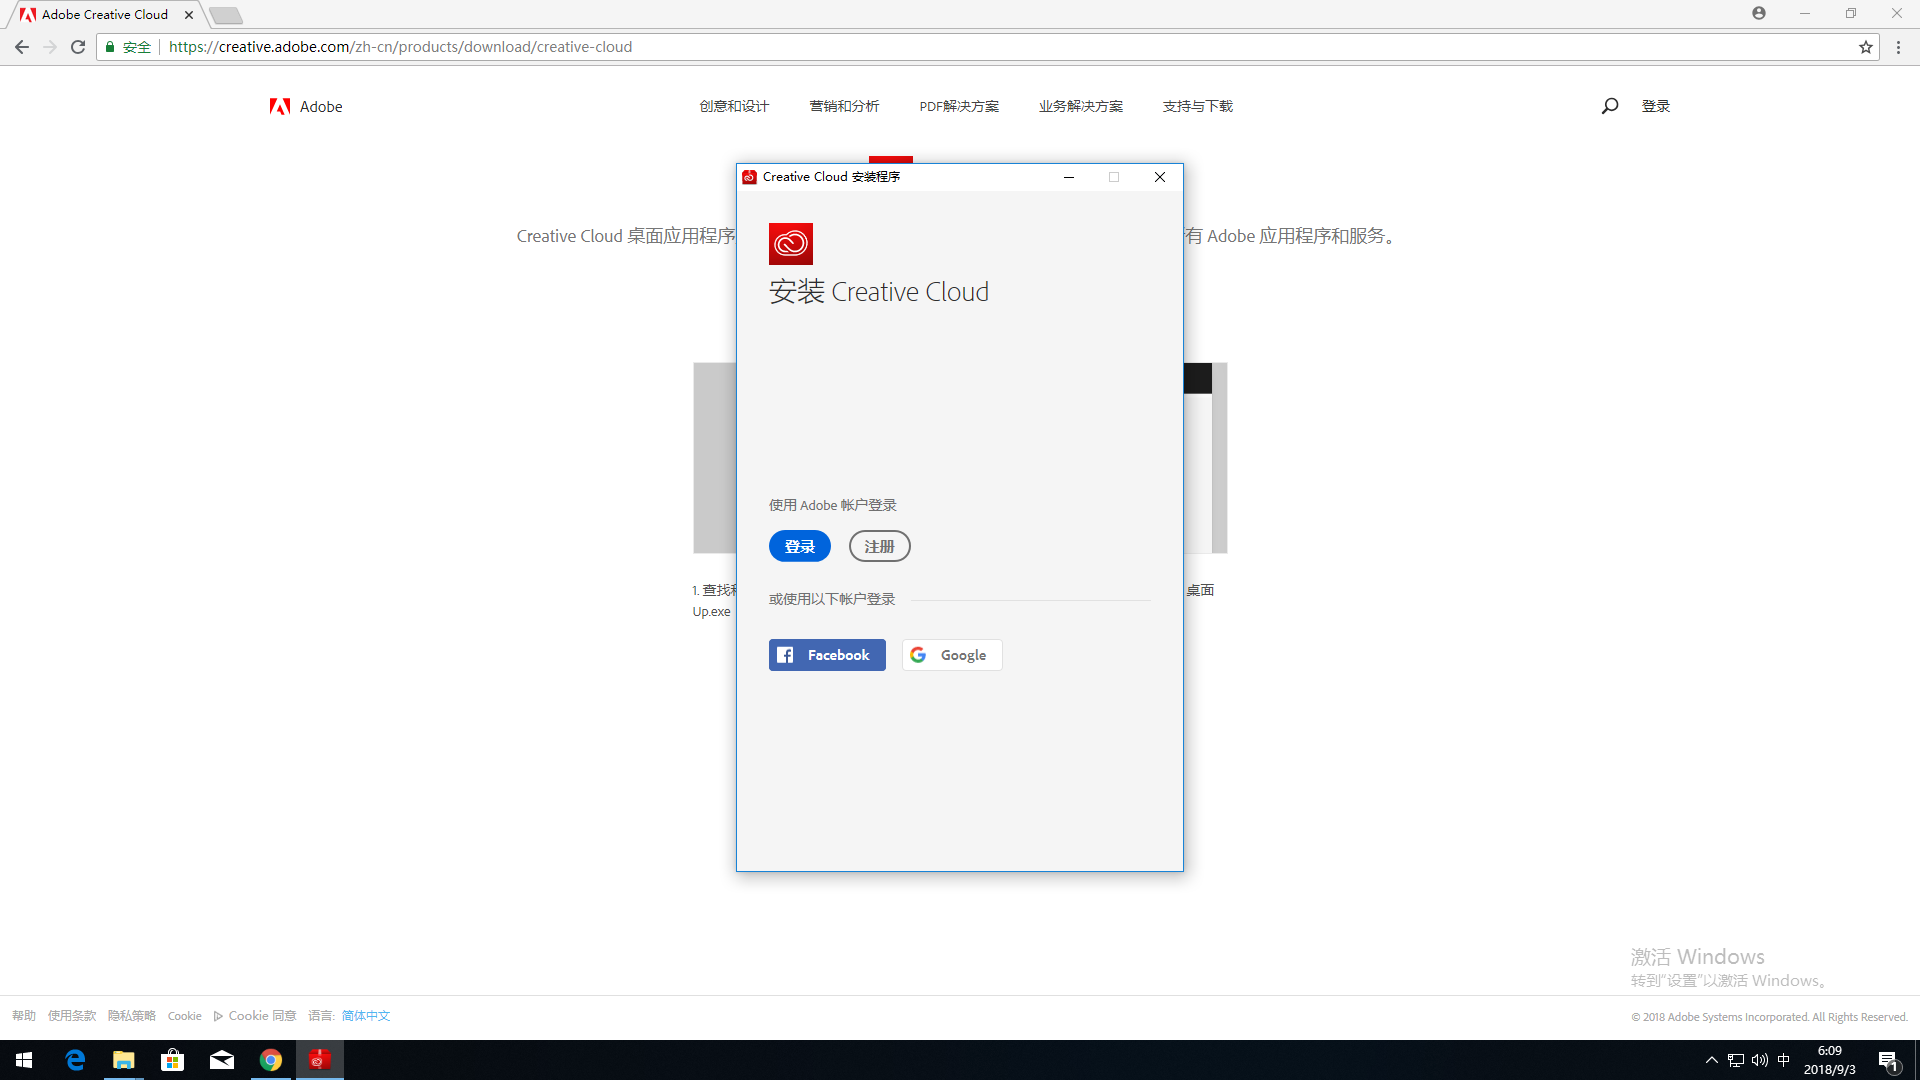 Adobe Creative Cloud
安全 https://creative.adobe.com/zh-cn/products/download/creative-cloud
Adobe 创意和设计 营销和分析 PDF解决方案 业务解决方案 支持与下载 登录
Creative Cloud 安装程序
Creative Cloud 桌面应用程序
有 Adobe 应用程序和服务。
安装 Creative Cloud
使用 Adobe 帐户登录
登录 注册
1. 查找
Up.exe
桌面
或使用以下帐户登录
Facebook Google
激活 Windows
转到“设置”以激活 Windows。
帮助 使用条款 隐私策略 Cookie Cookie 同意 语言: 简体中文
© 2018 Adobe Systems Incorporated. All Rights Reserved.
中 6:09
2018/9/3
1